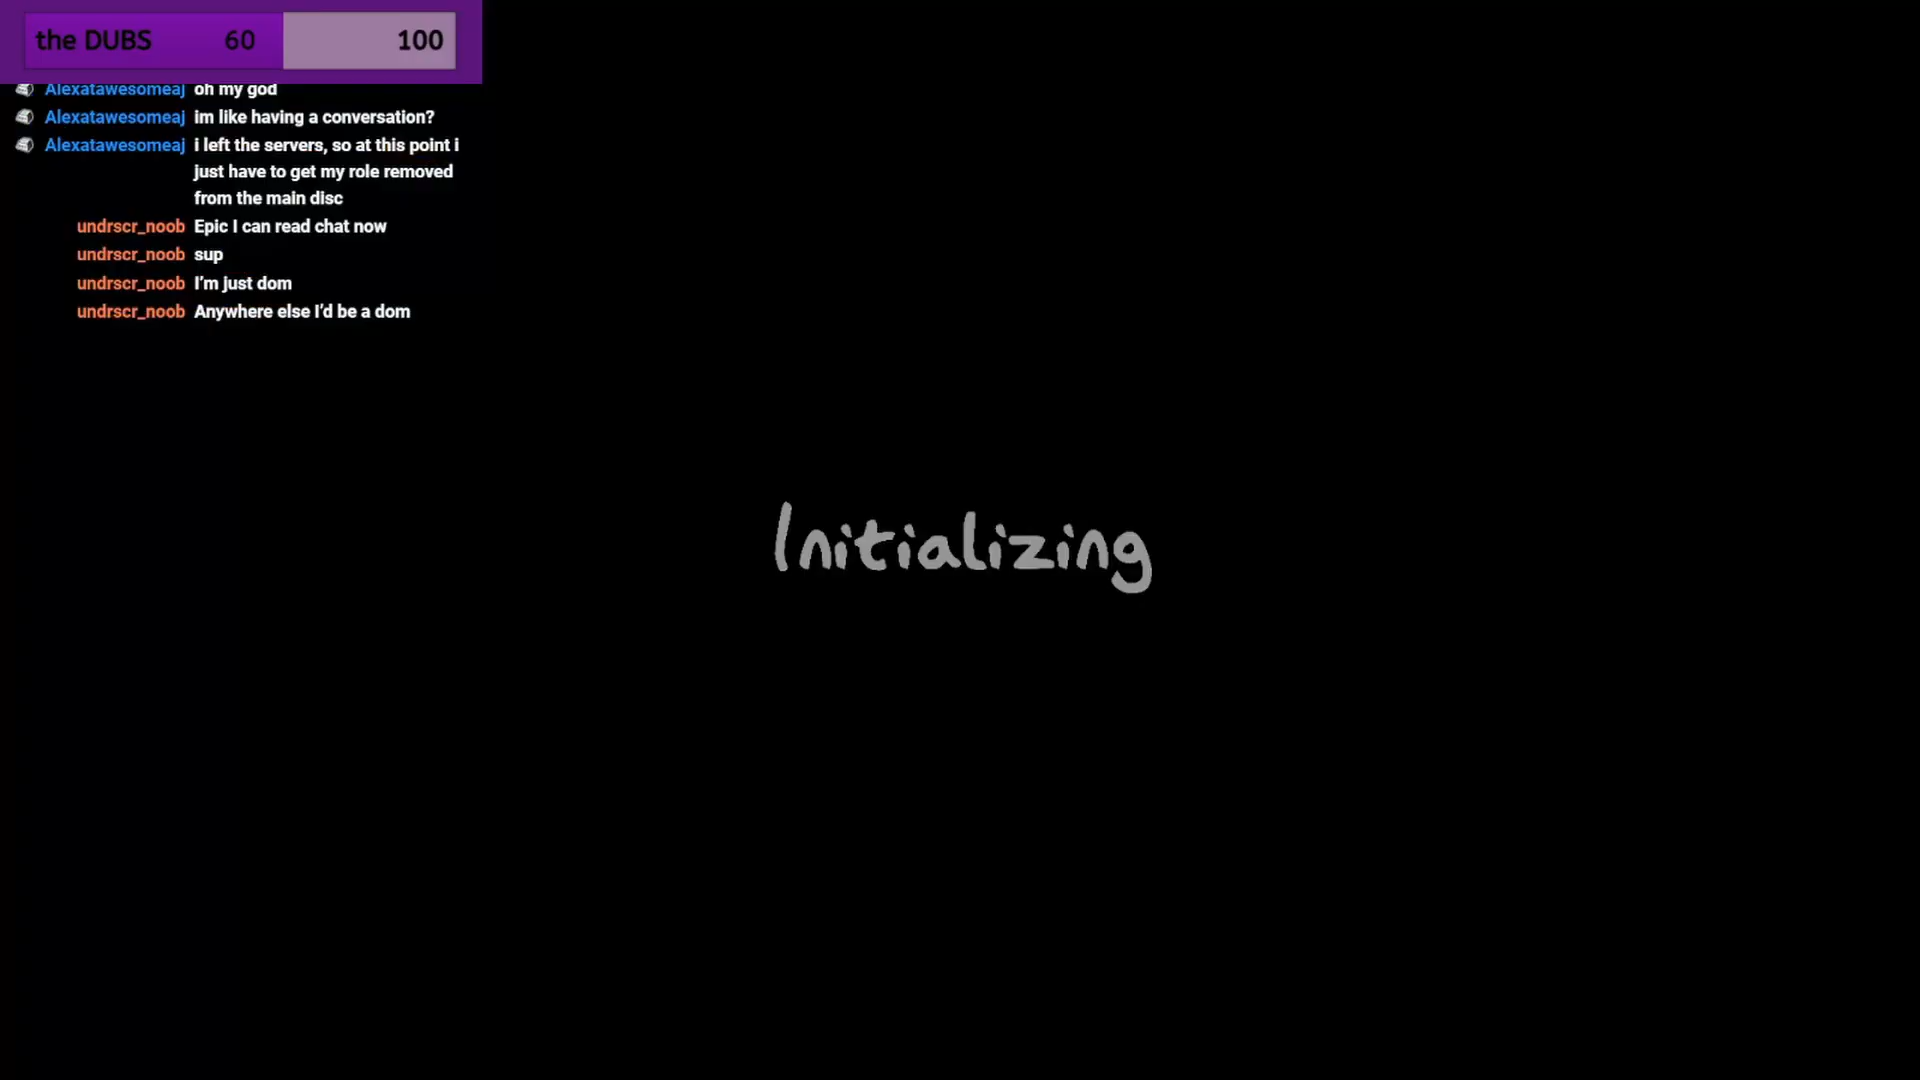 the DUBS 60 100
Alexatawesomeaj oh my god
Alexatawesomeaj im like having a conversation?
Alexatawesomeaj i left the servers, so at this point i
just have to get my role removed
from the main disc
undrscr_noob Epic I can read chat now
undrscr_noob sup
undrscr_noob I’m just dom
undrscr_noob Anywhere else I’d be a dom
Initializing